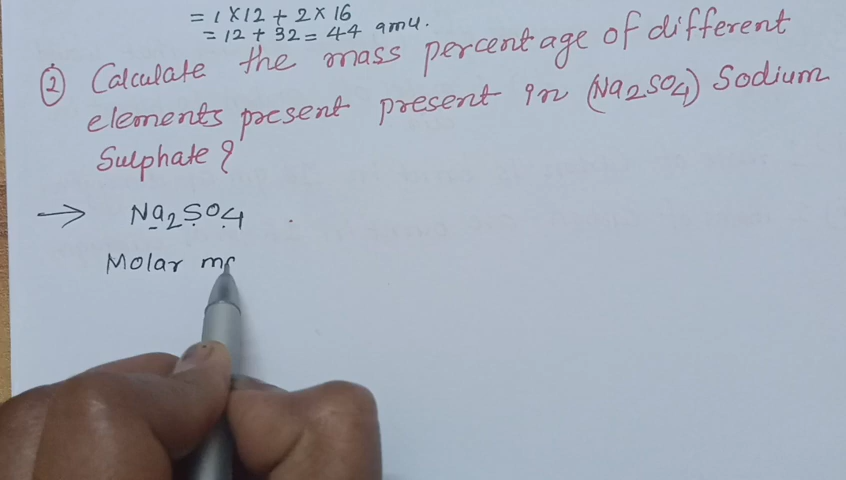 = 1 × 12 + 2 × 16
= 12 + 32 = 44 amu.
② Calculate the mass percentage of different
elements present present in (Na2SO4) Sodium
Sulphate?
→ Na2SO4
Molar ma